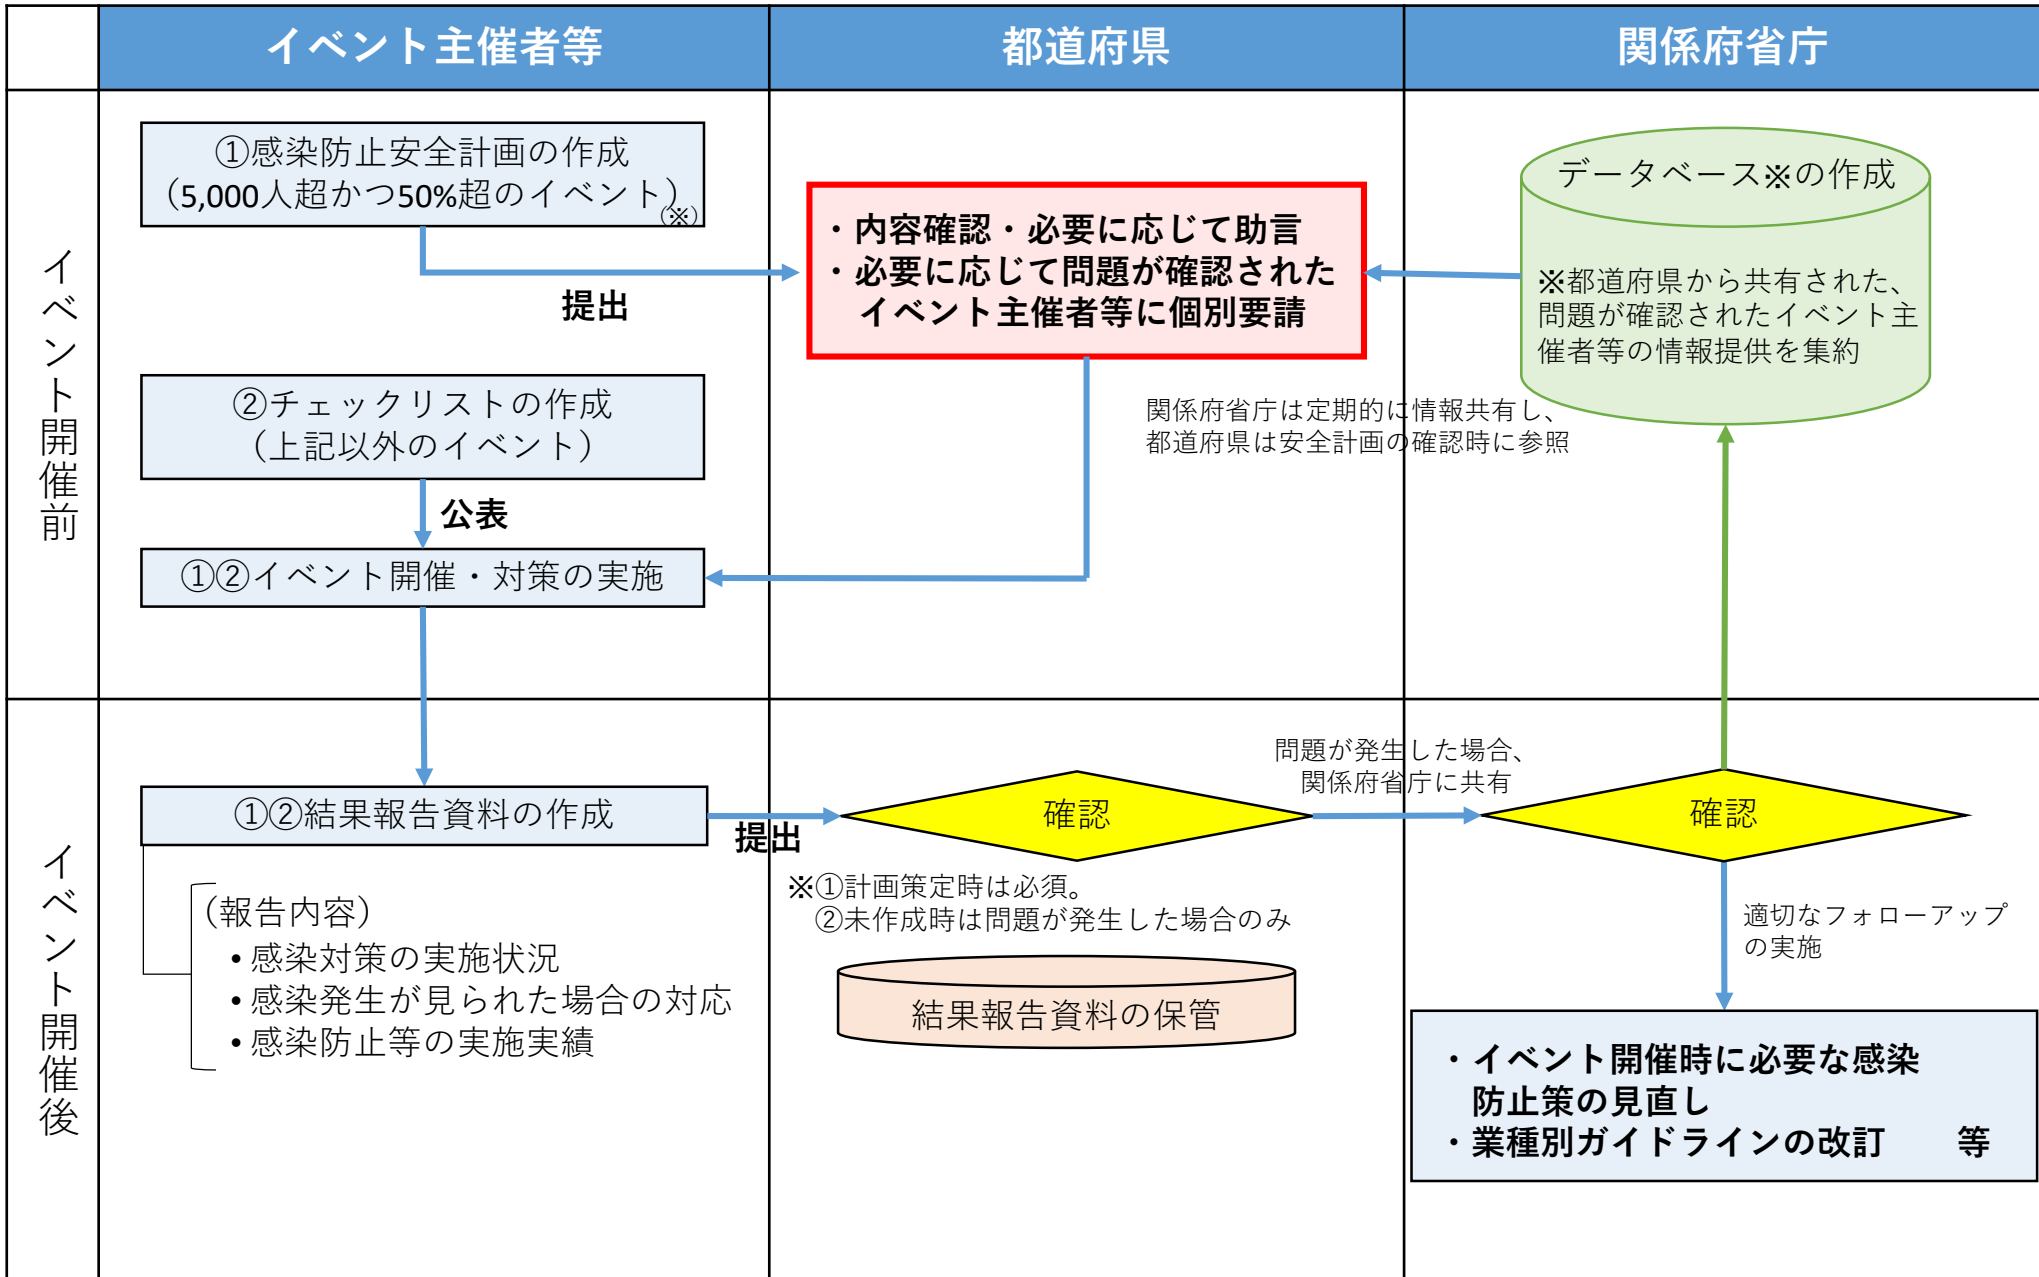 イベント主催者等
都道府県
関係府省庁
イベント開催前
①感染防止安全計画の作成
（5,000人超かつ50%超のイベント）
(※)
提出
・内容確認・必要に応じて助言
・必要に応じて問題が確認された
イベント主催者等に個別要請
データベース※の作成
※都道府県から共有された、
問題が確認されたイベント主
催者等の情報提供を集約
②チェックリストの作成
（上記以外のイベント）
公表
関係府省庁は定期的に情報共有し、
都道府県は安全計画の確認時に参照
①②イベント開催・対策の実施
イベント開催後
①②結果報告資料の作成
提出
確認
問題が発生した場合、
関係府省庁に共有
確認
（報告内容）
• 感染対策の実施状況
• 感染発生が見られた場合の対応
• 感染防止等の実施実績
※①計画策定時は必須。
②未作成時は問題が発生した場合のみ
結果報告資料の保管
適切なフォローアップ
の実施
・イベント開催時に必要な感染
防止策の見直し
・業種別ガイドラインの改訂　　等